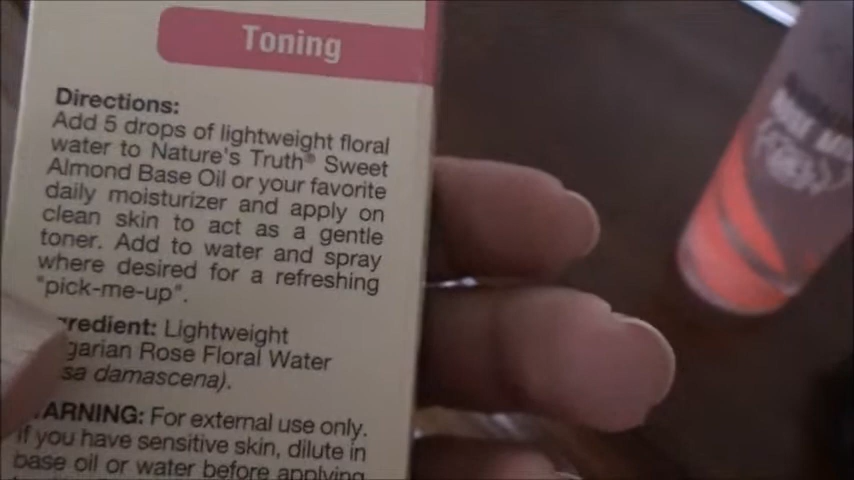 Toning
Directions:
Add 5 drops of lightweight floral
water to Nature's Truth® Sweet
Almond Base Oil or your favorite
daily moisturizer and apply on
clean skin to act as a gentle
toner. Add to water and spray
where desired for a refreshing
"pick-me-up".
gredient: Lightweight
garian Rose Floral Water
sa damascena).
ARNING: For external use only.
If you have sensitive skin, dilute in
base oil or water before applying